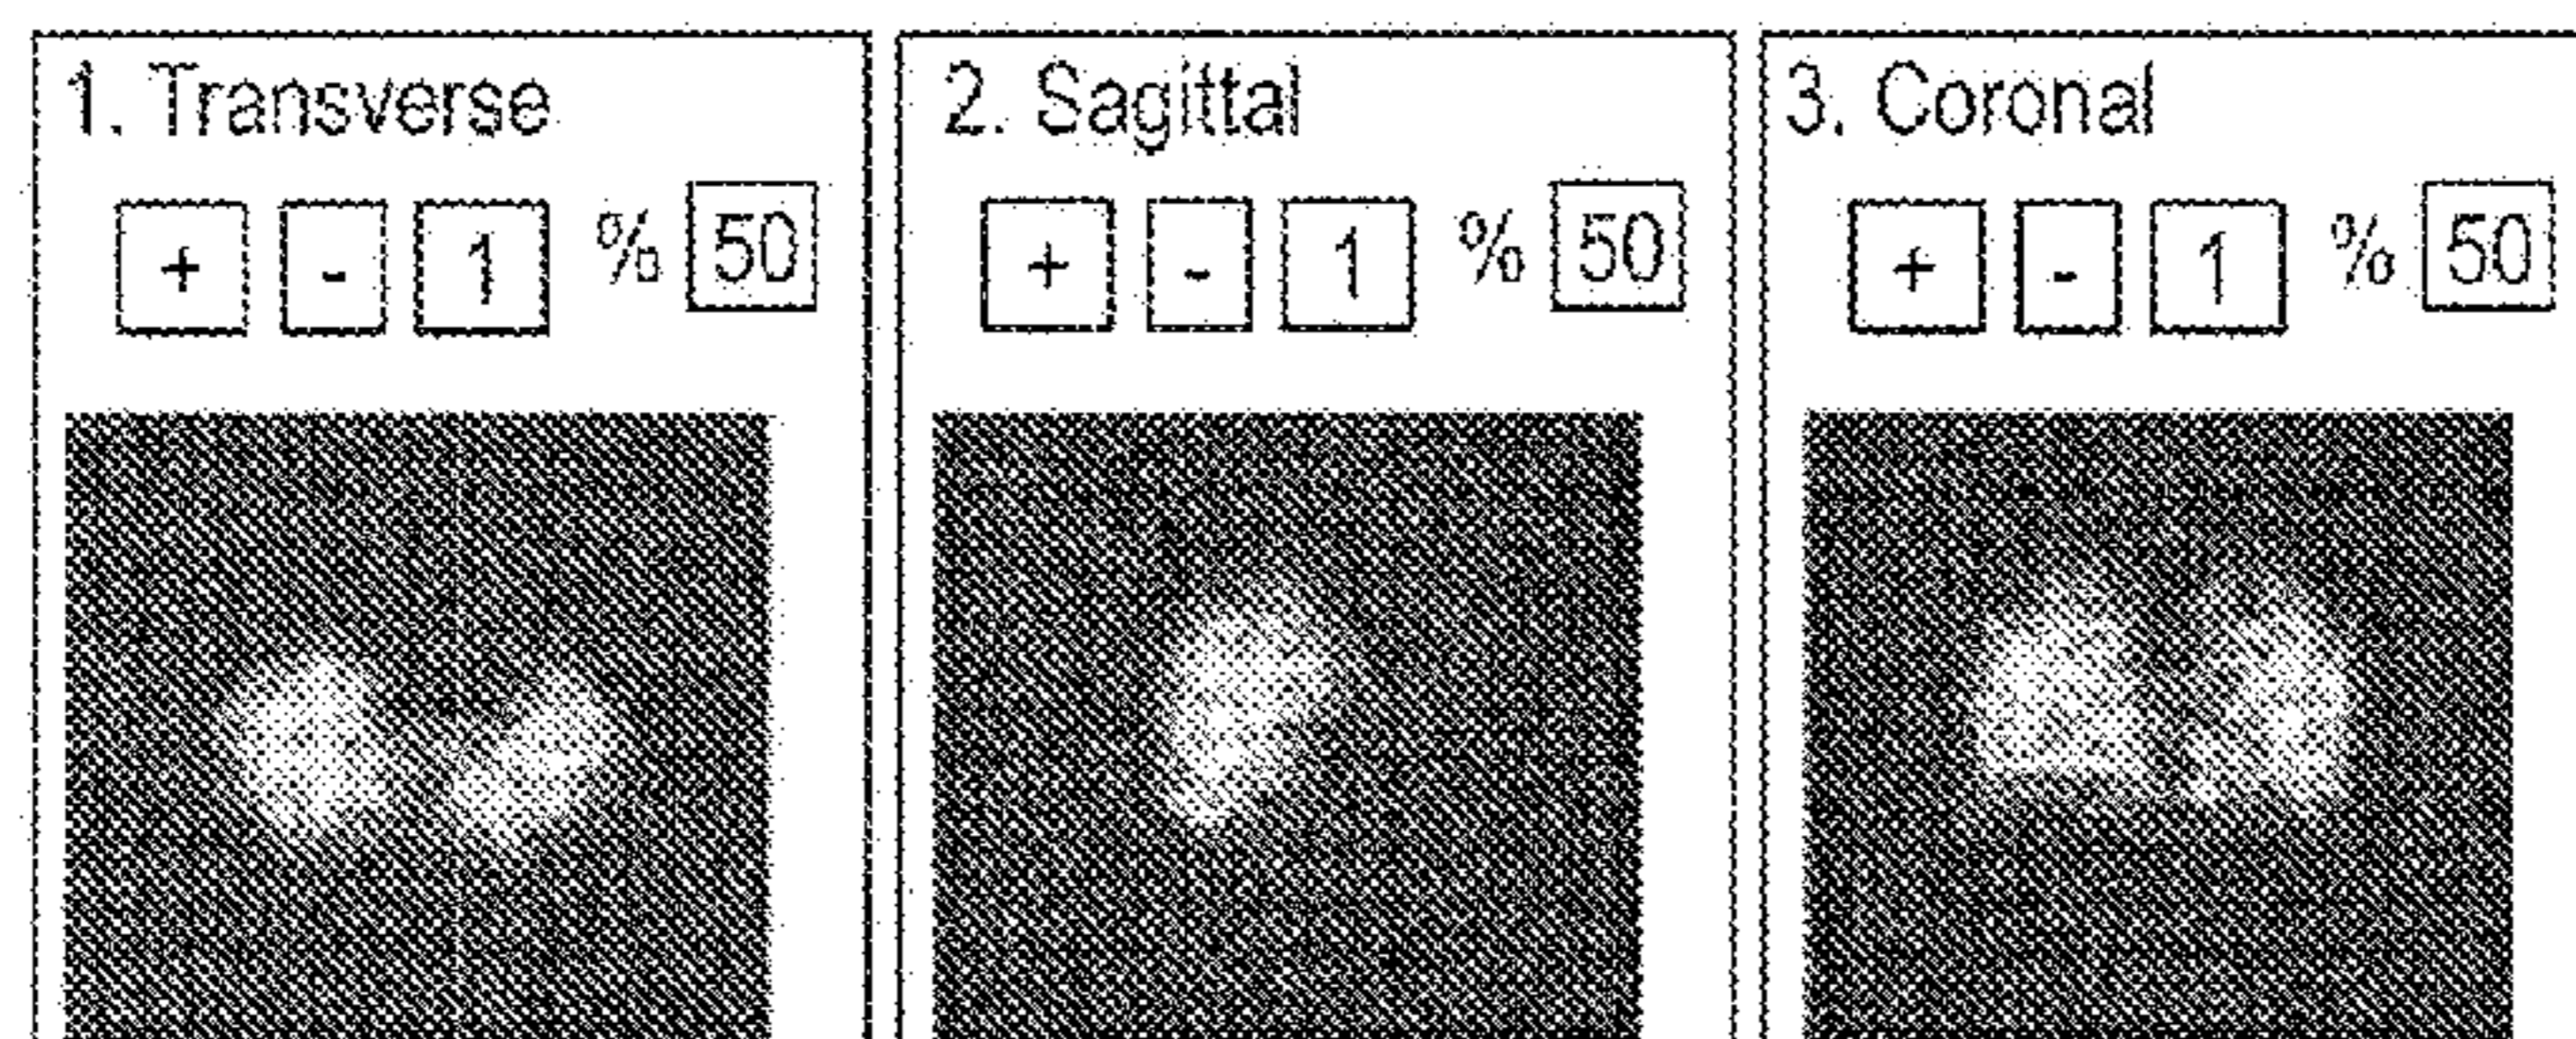 1. Transverse
+ - 1 % 50
2. Sagittal
+ - 1 % 50
3. Coronal
+ - 1 % 50